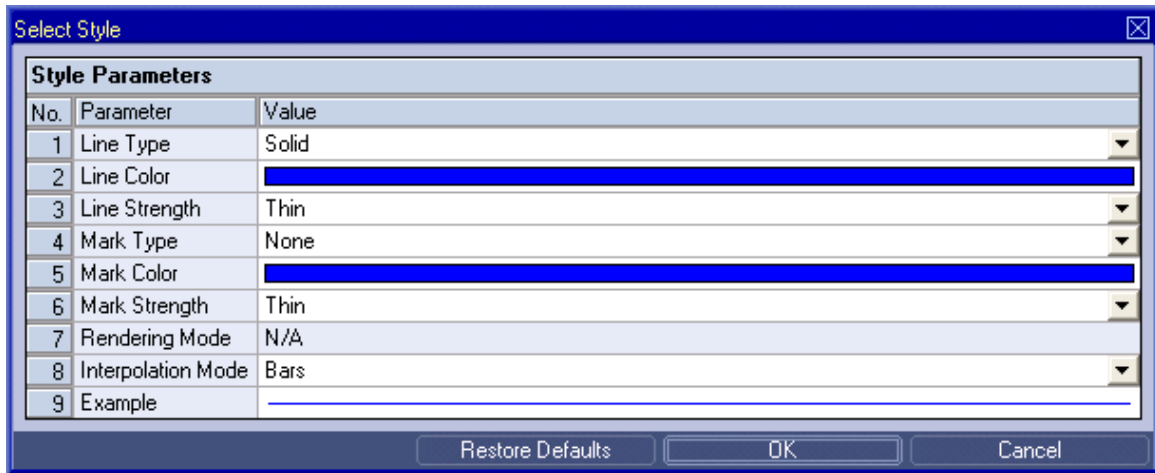 Select Style
Style Parameters
No. Parameter Value
1 Line Type Solid
2 Line Color
3 Line Strength Thin
4 Mark Type None
5 Mark Color
6 Mark Strength Thin
7 Rendering Mode N/A
8 Interpolation Mode Bars
9 Example
Restore Defaults OK Cancel